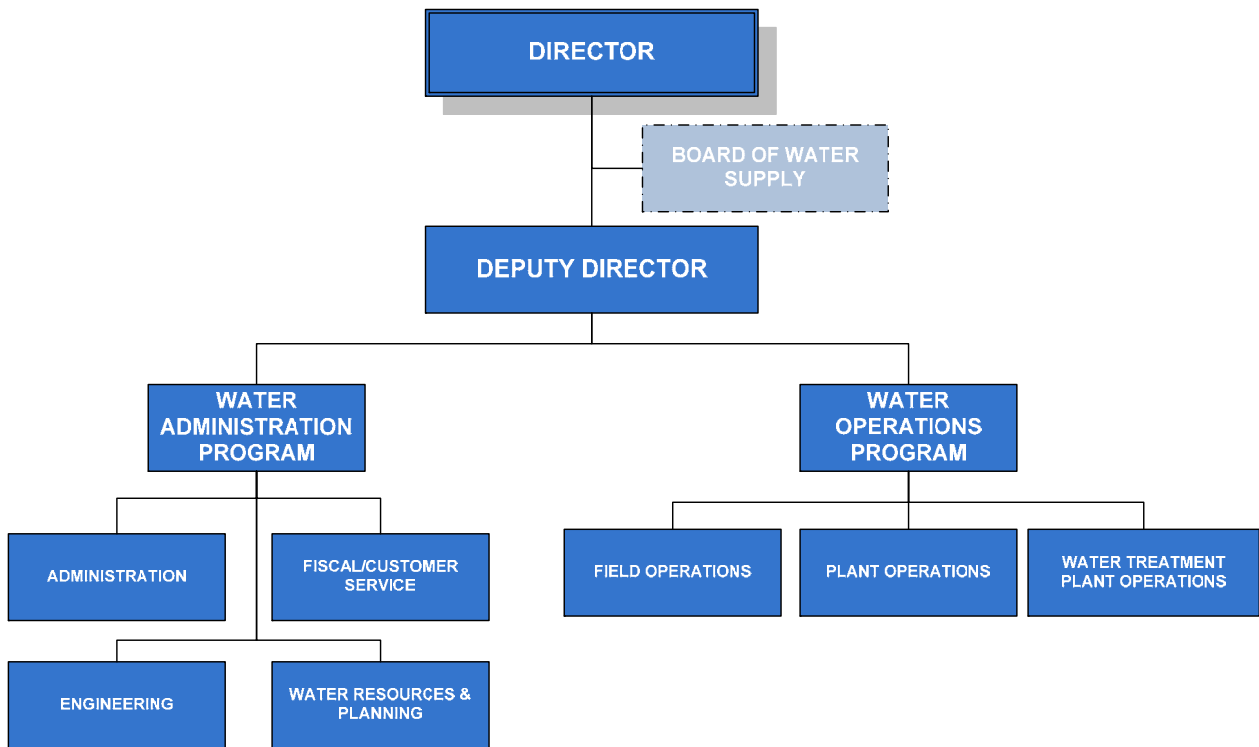 DIRECTOR
BOARD OF WATER
SUPPLY
DEPUTY DIRECTOR
WATER
ADMINISTRATION
PROGRAM
WATER
OPERATIONS
PROGRAM
ADMINISTRATION
FISCAL/CUSTOMER
SERVICE
FIELD OPERATIONS
PLANT OPERATIONS
WATER TREATMENT
PLANT OPERATIONS
ENGINEERING
WATER RESOURCES &
PLANNING